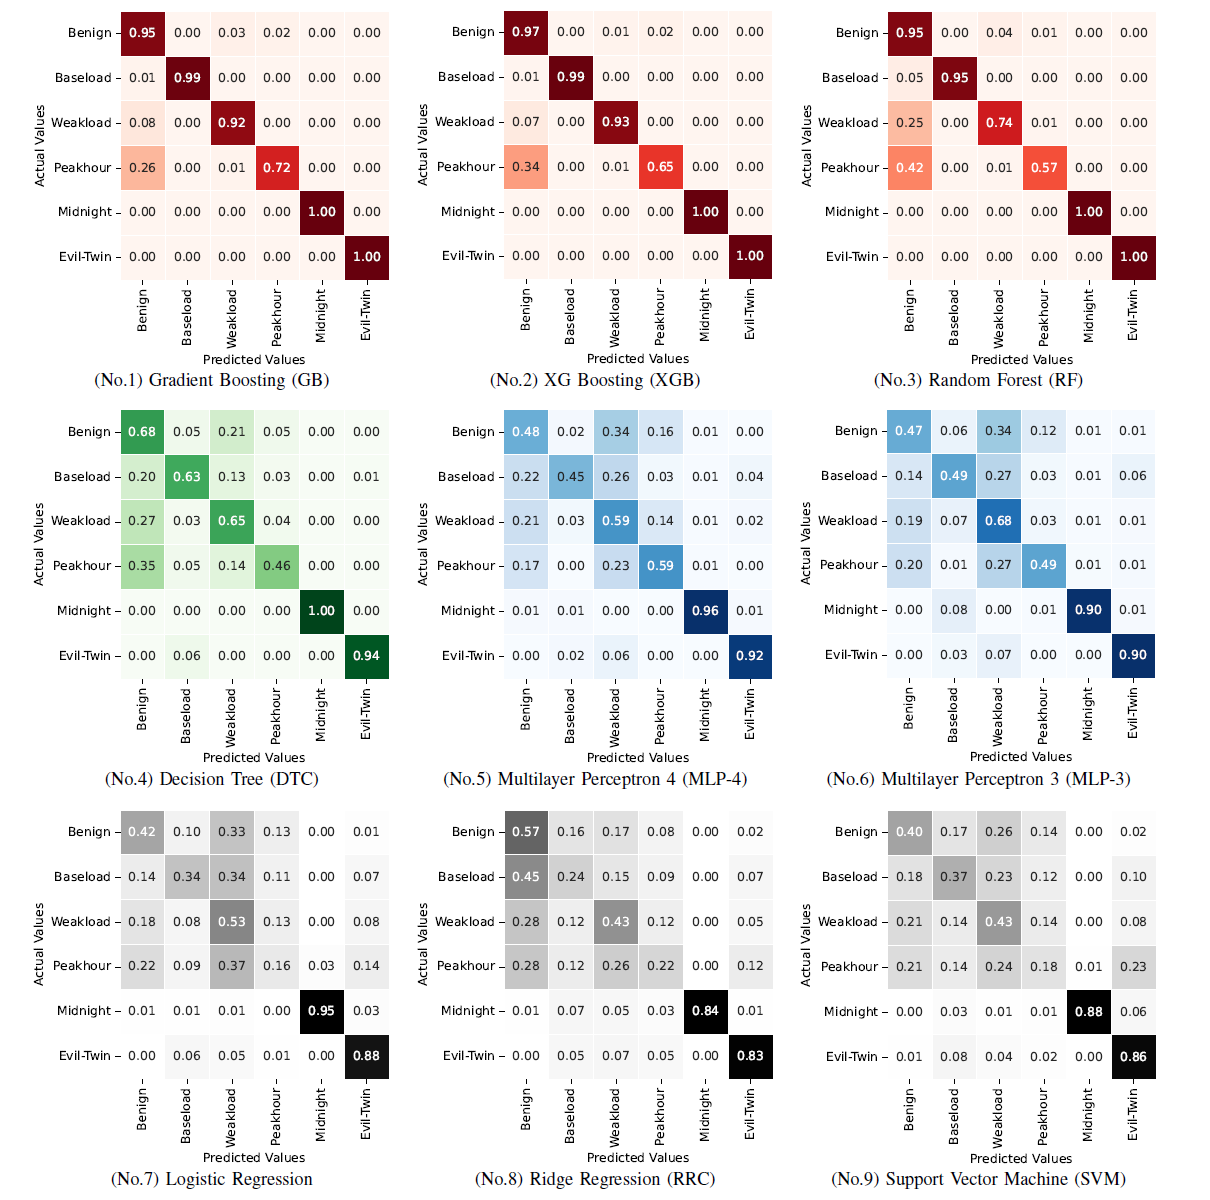 Actual Values
Benign 0.95 0.00 0.03 0.02 0.00 0.00
Baseload 0.01 0.99 0.00 0.00 0.00 0.00
Weakload 0.08 0.00 0.92 0.00 0.00 0.00
Peakhour 0.26 0.00 0.01 0.72 0.00 0.00
Midnight 0.00 0.00 0.00 0.00 1.00 0.00
Evil-Twin 0.00 0.00 0.00 0.00 0.00 1.00
Benign Baseload Weakload Peakhour Midnight Evil-Twin
Predicted Values
(No.1) Gradient Boosting (GB)
Actual Values
Benign 0.97 0.00 0.01 0.02 0.00 0.00
Baseload 0.01 0.99 0.00 0.00 0.00 0.00
Weakload 0.07 0.00 0.93 0.00 0.00 0.00
Peakhour 0.34 0.00 0.01 0.65 0.00 0.00
Midnight 0.00 0.00 0.00 0.00 1.00 0.00
Evil-Twin 0.00 0.00 0.00 0.00 0.00 1.00
Benign Baseload Weakload Peakhour Midnight Evil-Twin
Predicted Values
(No.2) XG Boosting (XGB)
Actual Values
Benign 0.95 0.00 0.04 0.01 0.00 0.00
Baseload 0.05 0.95 0.00 0.00 0.00 0.00
Weakload 0.25 0.00 0.74 0.01 0.00 0.00
Peakhour 0.42 0.00 0.01 0.57 0.00 0.00
Midnight 0.00 0.00 0.00 0.00 1.00 0.00
Evil-Twin 0.00 0.00 0.00 0.00 0.00 1.00
Benign Baseload Weakload Peakhour Midnight Evil-Twin
Predicted Values
(No.3) Random Forest (RF)
Actual Values
Benign 0.68 0.05 0.21 0.05 0.00 0.00
Baseload 0.20 0.63 0.13 0.03 0.00 0.01
Weakload 0.27 0.03 0.65 0.04 0.00 0.00
Peakhour 0.35 0.05 0.14 0.46 0.00 0.00
Midnight 0.00 0.00 0.00 0.00 1.00 0.00
Evil-Twin 0.00 0.06 0.00 0.00 0.00 0.94
Benign Baseload Weakload Peakhour Midnight Evil-Twin
Predicted Values
(No.4) Decision Tree (DTC)
Actual Values
Benign 0.48 0.02 0.34 0.16 0.01 0.00
Baseload 0.22 0.45 0.26 0.03 0.01 0.04
Weakload 0.21 0.03 0.59 0.14 0.01 0.02
Peakhour 0.17 0.00 0.23 0.59 0.01 0.00
Midnight 0.01 0.01 0.00 0.00 0.96 0.01
Evil-Twin 0.00 0.02 0.06 0.00 0.00 0.92
Benign Baseload Weakload Peakhour Midnight Evil-Twin
Predicted Values
(No.5) Multilayer Perceptron 4 (MLP-4)
Actual Values
Benign 0.47 0.06 0.34 0.12 0.01 0.01
Baseload 0.14 0.49 0.27 0.03 0.01 0.06
Weakload 0.19 0.07 0.68 0.03 0.01 0.01
Peakhour 0.20 0.01 0.27 0.49 0.01 0.01
Midnight 0.00 0.08 0.00 0.01 0.90 0.01
Evil-Twin 0.00 0.03 0.07 0.00 0.00 0.90
Benign Baseload Weakload Peakhour Midnight Evil-Twin
Predicted Values
(No.6) Multilayer Perceptron 3 (MLP-3)
Actual Values
Benign 0.42 0.10 0.33 0.13 0.00 0.01
Baseload 0.14 0.34 0.34 0.11 0.00 0.07
Weakload 0.18 0.08 0.53 0.13 0.00 0.08
Peakhour 0.22 0.09 0.37 0.16 0.03 0.14
Midnight 0.01 0.01 0.01 0.00 0.95 0.03
Evil-Twin 0.00 0.06 0.05 0.01 0.00 0.88
Benign Baseload Weakload Peakhour Midnight Evil-Twin
Predicted Values
(No.7) Logistic Regression
Actual Values
Benign 0.57 0.16 0.17 0.08 0.00 0.02
Baseload 0.45 0.24 0.15 0.09 0.00 0.07
Weakload 0.28 0.12 0.43 0.12 0.00 0.05
Peakhour 0.28 0.12 0.26 0.22 0.00 0.12
Midnight 0.01 0.07 0.05 0.03 0.84 0.01
Evil-Twin 0.00 0.05 0.07 0.05 0.00 0.83
Benign Baseload Weakload Peakhour Midnight Evil-Twin
Predicted Values
(No.8) Ridge Regression (RRC)
Actual Values
Benign 0.40 0.17 0.26 0.14 0.00 0.02
Baseload 0.18 0.37 0.23 0.12 0.00 0.10
Weakload 0.21 0.14 0.43 0.14 0.00 0.08
Peakhour 0.21 0.14 0.24 0.18 0.01 0.23
Midnight 0.00 0.03 0.01 0.01 0.88 0.06
Evil-Twin 0.01 0.08 0.04 0.02 0.00 0.86
Benign Baseload Weakload Peakhour Midnight Evil-Twin
Predicted Values
(No.9) Support Vector Machine (SVM)